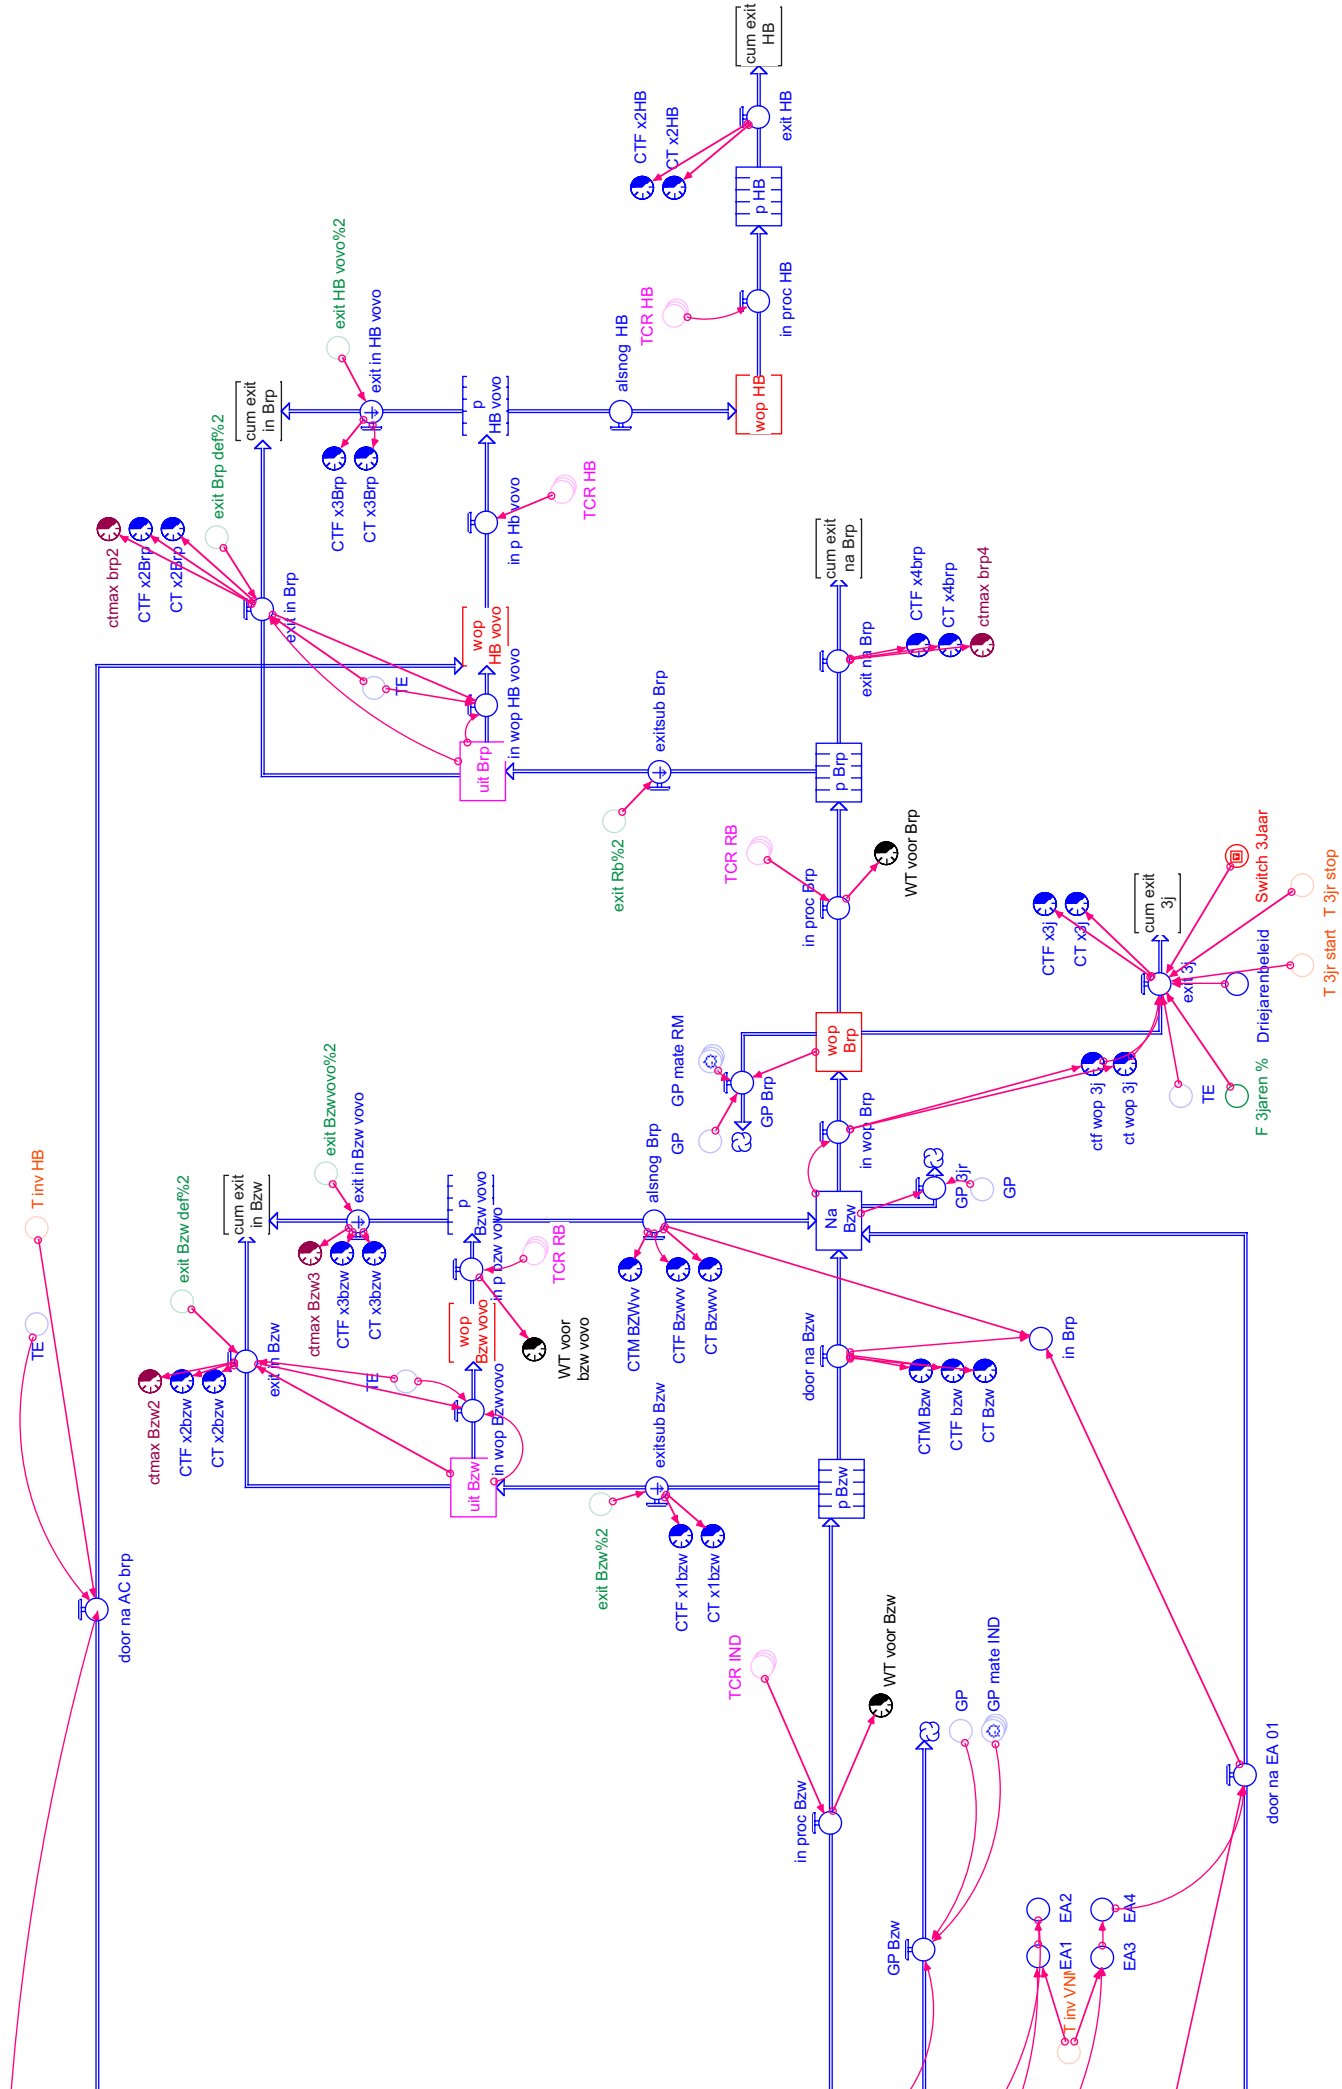 TE
T inv HB
door na AC brp
ctmax brp2
CTF x2Brp
CT x2Brp
ctmax Bzw2
CTF x2bzw
CT x2bzw
exit Bzw def%2
exit Brp def%2
cum exit
in Bzw
cum exit
in Brp
exit in Bzw
exit in Brp
ctmax Bzw3
CTF x3bzw
CT x3bzw
exit Bzwvovo%2
exit in Bzw vovo
CTF x3Brp
CT x3Brp
exit HB vovo%2
exit in HB vovo
TE
TE
uit Bzw
in wop Bzwvovo
wop
Bzw vovo
in p bzw vovo
p
Bzw vovo
uit Brp
in wop HB vovo
wop
HB vovo
in p Hb vovo
p
HB vovo
WT voor
bzw vovo
TCR RB
TCR HB
exit Bzw%2
exitsub Bzw
CTF x1bzw
CT x1bzw
alsnog Brp
CTM BZWvv
CTF Bzwvv
CT Bzwvv
exit Rb%2
exitsub Brp
alsnog HB
TCR HB
CTF x2HB
CT x2HB
GP
GP mate RM
GP Brp
TCR IND
TCR RB
wop HB
in proc HB
p HB
exit HB
cum exit
HB
in proc Bzw
p Bzw
door na Bzw
Na
Bzw
in wop Brp
wop
Brp
in proc Brp
p Brp
exit na Brp
cum exit
na Brp
WT voor Bzw
WT voor Brp
GP Bzw
GP
GP mate IND
CTM Bzw
CTF bzw
CT Bzw
GP 3jr
GP
CTF x4brp
CT x4brp
ctmax brp4
EA1
EA2
T inv VNM
EA3
EA4
in Brp
CTF x3j
CT x3j
ctf wop 3j
ct wop 3j
cum exit
3j
exit 3j
TE
F 3jaren %
Driejarenbeleid
Switch 3Jaar
door na EA 01
T 3jr start
T 3jr stop